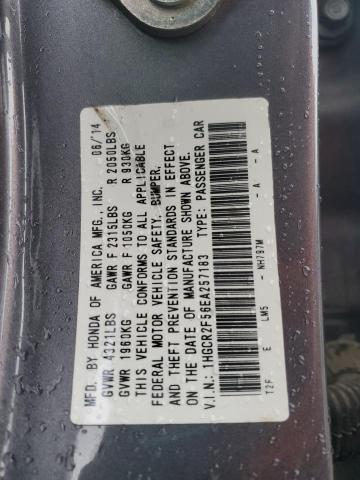 MFD. BY HONDA OF AMERICA MFG., INC. 06/'14
GVWR 4321LBS GAWR F 2315LBS R 2050LBS
GVWR 1960KG GAWR F 1050KG R 930KG
THIS VEHICLE CONFORMS TO ALL APPLICABLE
FEDERAL MOTOR VEHICLE SAFETY, BUMPER,
AND THEFT PREVENTION STANDARDS IN EFFECT
ON THE DATE OF MANUFACTURE SHOWN ABOVE.
V.I.N.: 1HGCR2F56EA257183 TYPE: PASSENGER CAR
T2F E LM5 - NH797M - A - A